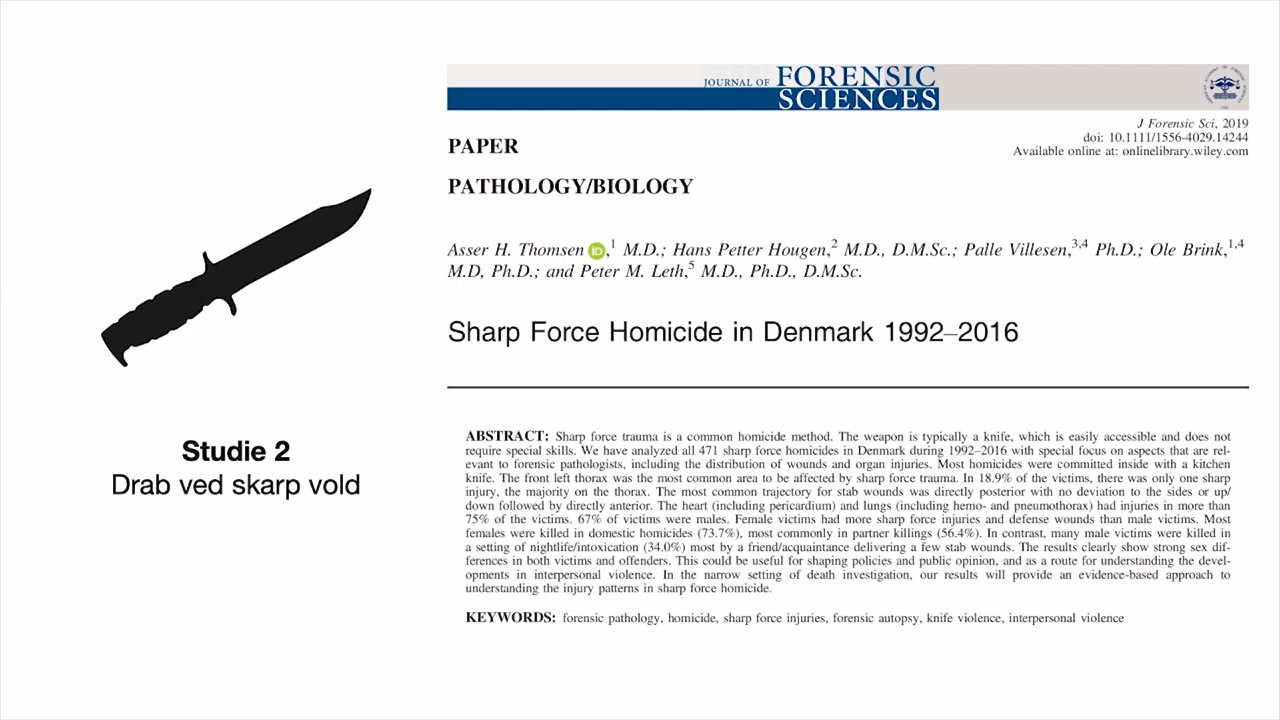 JOURNAL OF FORENSIC
SCIENCES
J Forensic Sci, 2019
doi: 10.1111/1556-4029.14244
Available online at: onlinelibrary.wiley.com
PAPER
PATHOLOGY/BIOLOGY
Asser H. Thomsen iD,1 M.D.; Hans Petter Hougen,2 M.D., D.M.Sc.; Palle Villesen,3,4 Ph.D.; Ole Brink,1,4
M.D, Ph.D.; and Peter M. Leth,5 M.D., Ph.D., D.M.Sc.
Sharp Force Homicide in Denmark 1992–2016
Studie 2
Drab ved skarp vold
ABSTRACT: Sharp force trauma is a common homicide method. The weapon is typically a knife, which is easily accessible and does not
require special skills. We have analyzed all 471 sharp force homicides in Denmark during 1992–2016 with special focus on aspects that are rel-
evant to forensic pathologists, including the distribution of wounds and organ injuries. Most homicides were committed inside with a kitchen
knife. The front left thorax was the most common area to be affected by sharp force trauma. In 18.9% of the victims, there was only one sharp
injury, the majority on the thorax. The most common trajectory for stab wounds was directly posterior with no deviation to the sides or up/
down followed by directly anterior. The heart (including pericardium) and lungs (including hemo- and pneumothorax) had injuries in more than
75% of the victims. 67% of victims were males. Female victims had more sharp force injuries and defense wounds than male victims. Most
females were killed in domestic homicides (73.7%), most commonly in partner killings (56.4%). In contrast, many male victims were killed in
a setting of nightlife/intoxication (34.0%) most by a friend/acquaintance delivering a few stab wounds. The results clearly show strong sex dif-
ferences in both victims and offenders. This could be useful for shaping policies and public opinion, and as a route for understanding the devel-
opments in interpersonal violence. In the narrow setting of death investigation, our results will provide an evidence-based approach to
understanding the injury patterns in sharp force homicide.
KEYWORDS: forensic pathology, homicide, sharp force injuries, forensic autopsy, knife violence, interpersonal violence